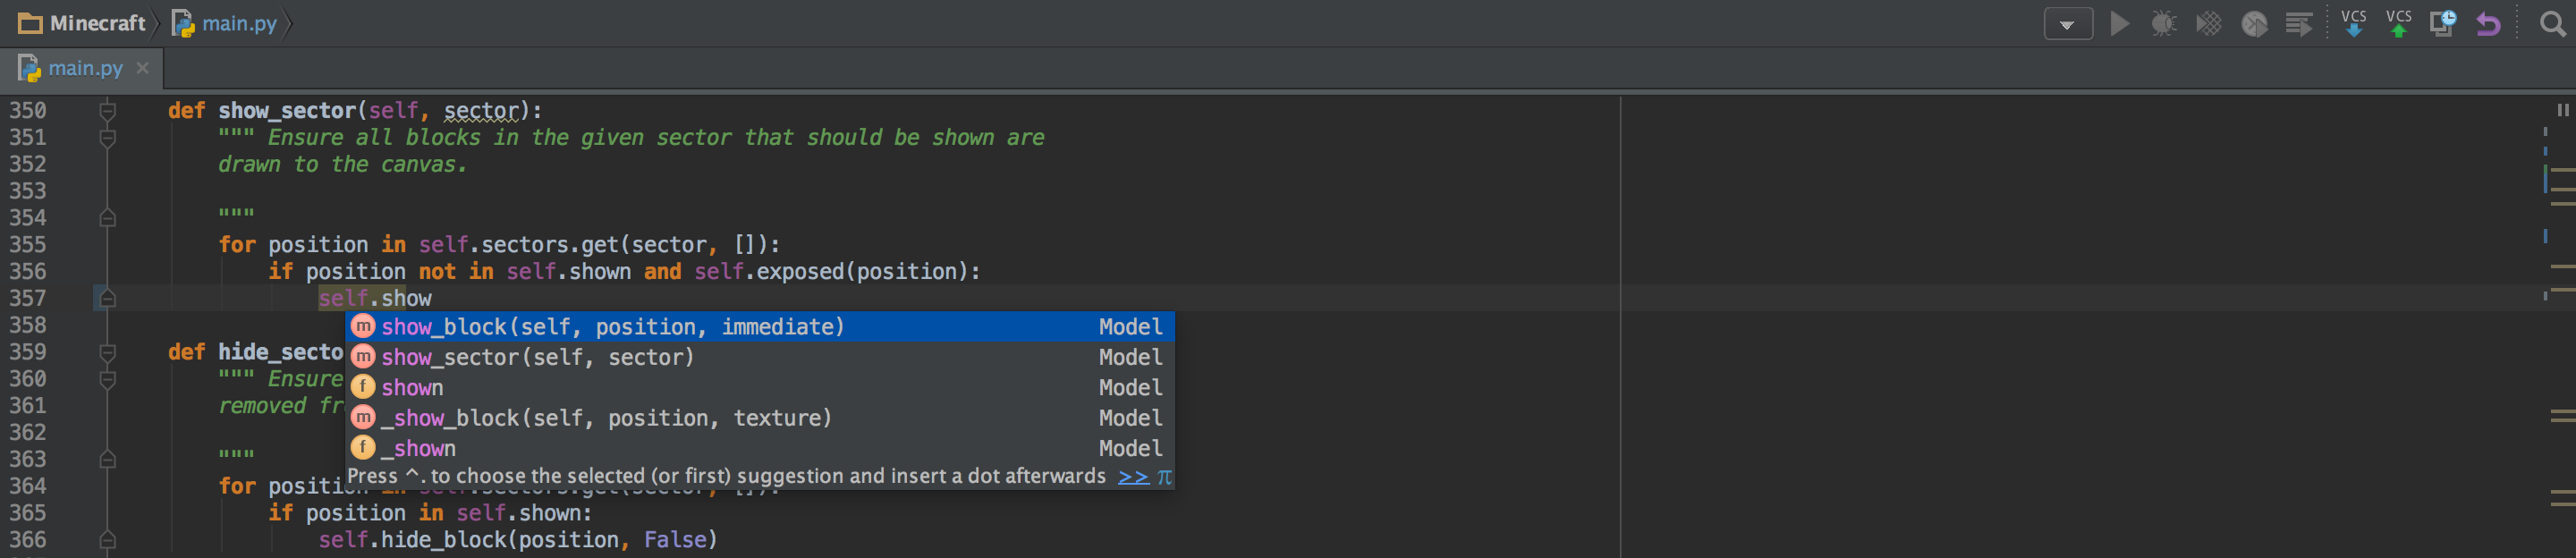 Minecraft main.py
VCS VCS
main.py
350 def show_sector(self, sector):
351 """ Ensure all blocks in the given sector that should be shown are
352 drawn to the canvas.
353
354 """
355 for position in self.sectors.get(sector, []):
356 if position not in self.shown and self.exposed(position):
357 self.show
358
m show_block(self, position, immediate) Model
m show_sector(self, sector) Model
f shown Model
m _show_block(self, position, texture) Model
f _shown Model
Press ^. to choose the selected (or first) suggestion and insert a dot afterwards >> π
359 def hide_secto
360 """ Ensure
361 removed fr
362
363 """
364 for positi
365 if position in self.shown:
366 self.hide_block(position, False)